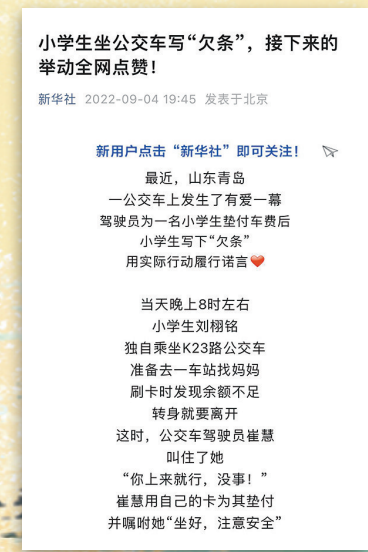 小学生坐公交车写“欠条”，接下来的
举动全网点赞！
新华社 2022-09-04 19:45 发表于北京
新用户点击“新华社”即可关注！
最近，山东青岛
一公交车上发生了有爱一幕
驾驶员为一名小学生垫付车费后
小学生写下“欠条”
用实际行动履行诺言❤️
当天晚上8时左右
小学生刘栩铭
独自乘坐K23路公交车
准备去一车站找妈妈
刷卡时发现余额不足
转身就要离开
这时，公交车驾驶员崔慧
叫住了她
“你上来就行，没事！”
崔慧用自己的卡为其垫付
并嘱咐她“坐好，注意安全”